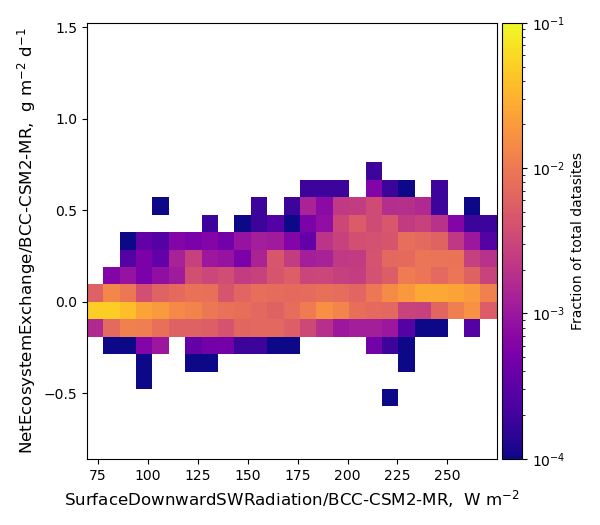 1.5
1.0
0.5
0.0
−0.5
NetEcosystemExchange/BCC-CSM2-MR, g m⁻² d⁻¹
75 100 125 150 175 200 225 250
SurfaceDownwardSWRadiation/BCC-CSM2-MR, W m⁻²
10⁻¹
10⁻²
10⁻³
10⁻⁴
Fraction of total datasites